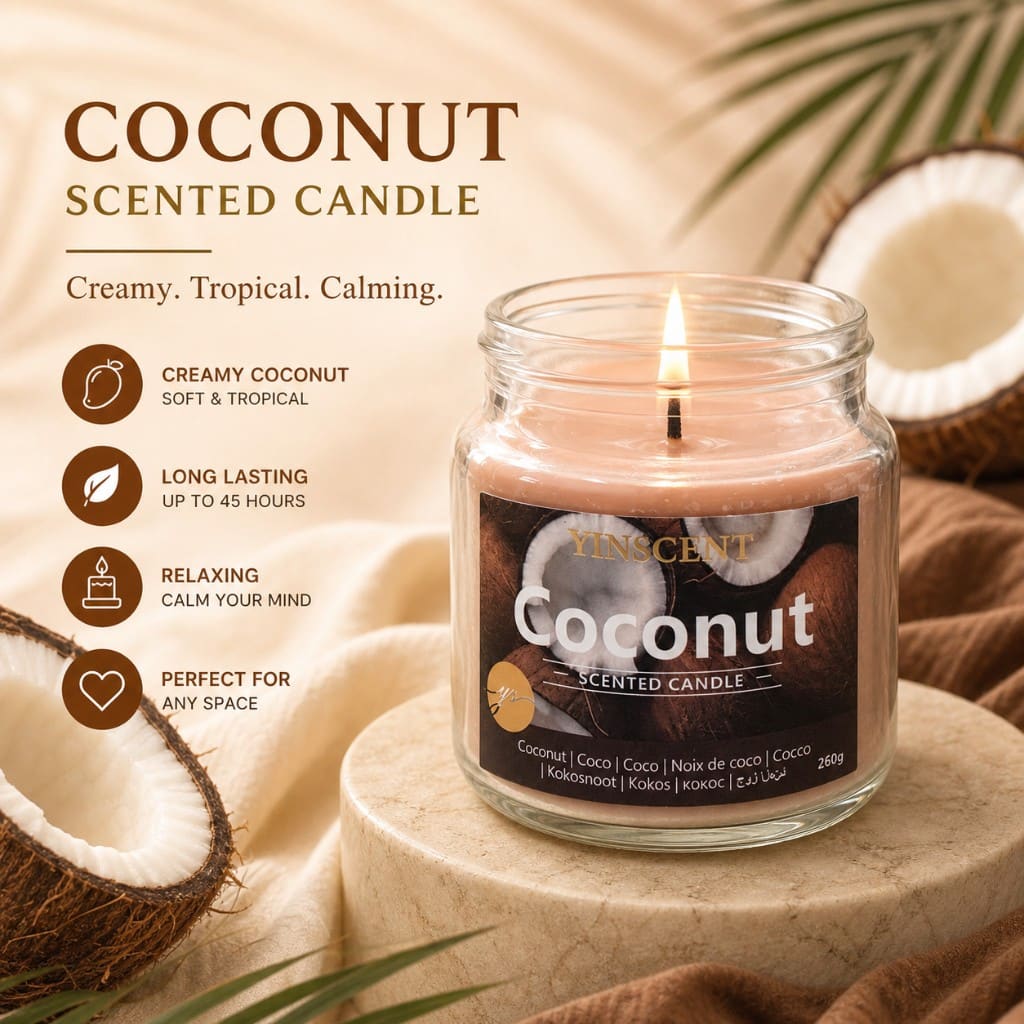 COCONUT
SCENTED CANDLE
Creamy. Tropical. Calming.
CREAMY COCONUT
SOFT & TROPICAL
LONG LASTING
UP TO 45 HOURS
RELAXING
CALM YOUR MIND
PERFECT FOR
ANY SPACE
YINSCENT
Coconut
SCENTED CANDLE
ys
Coconut | Coco | Coco | Noix de coco | Cocco
| Kokosnoot | Kokos | кокос |
260g